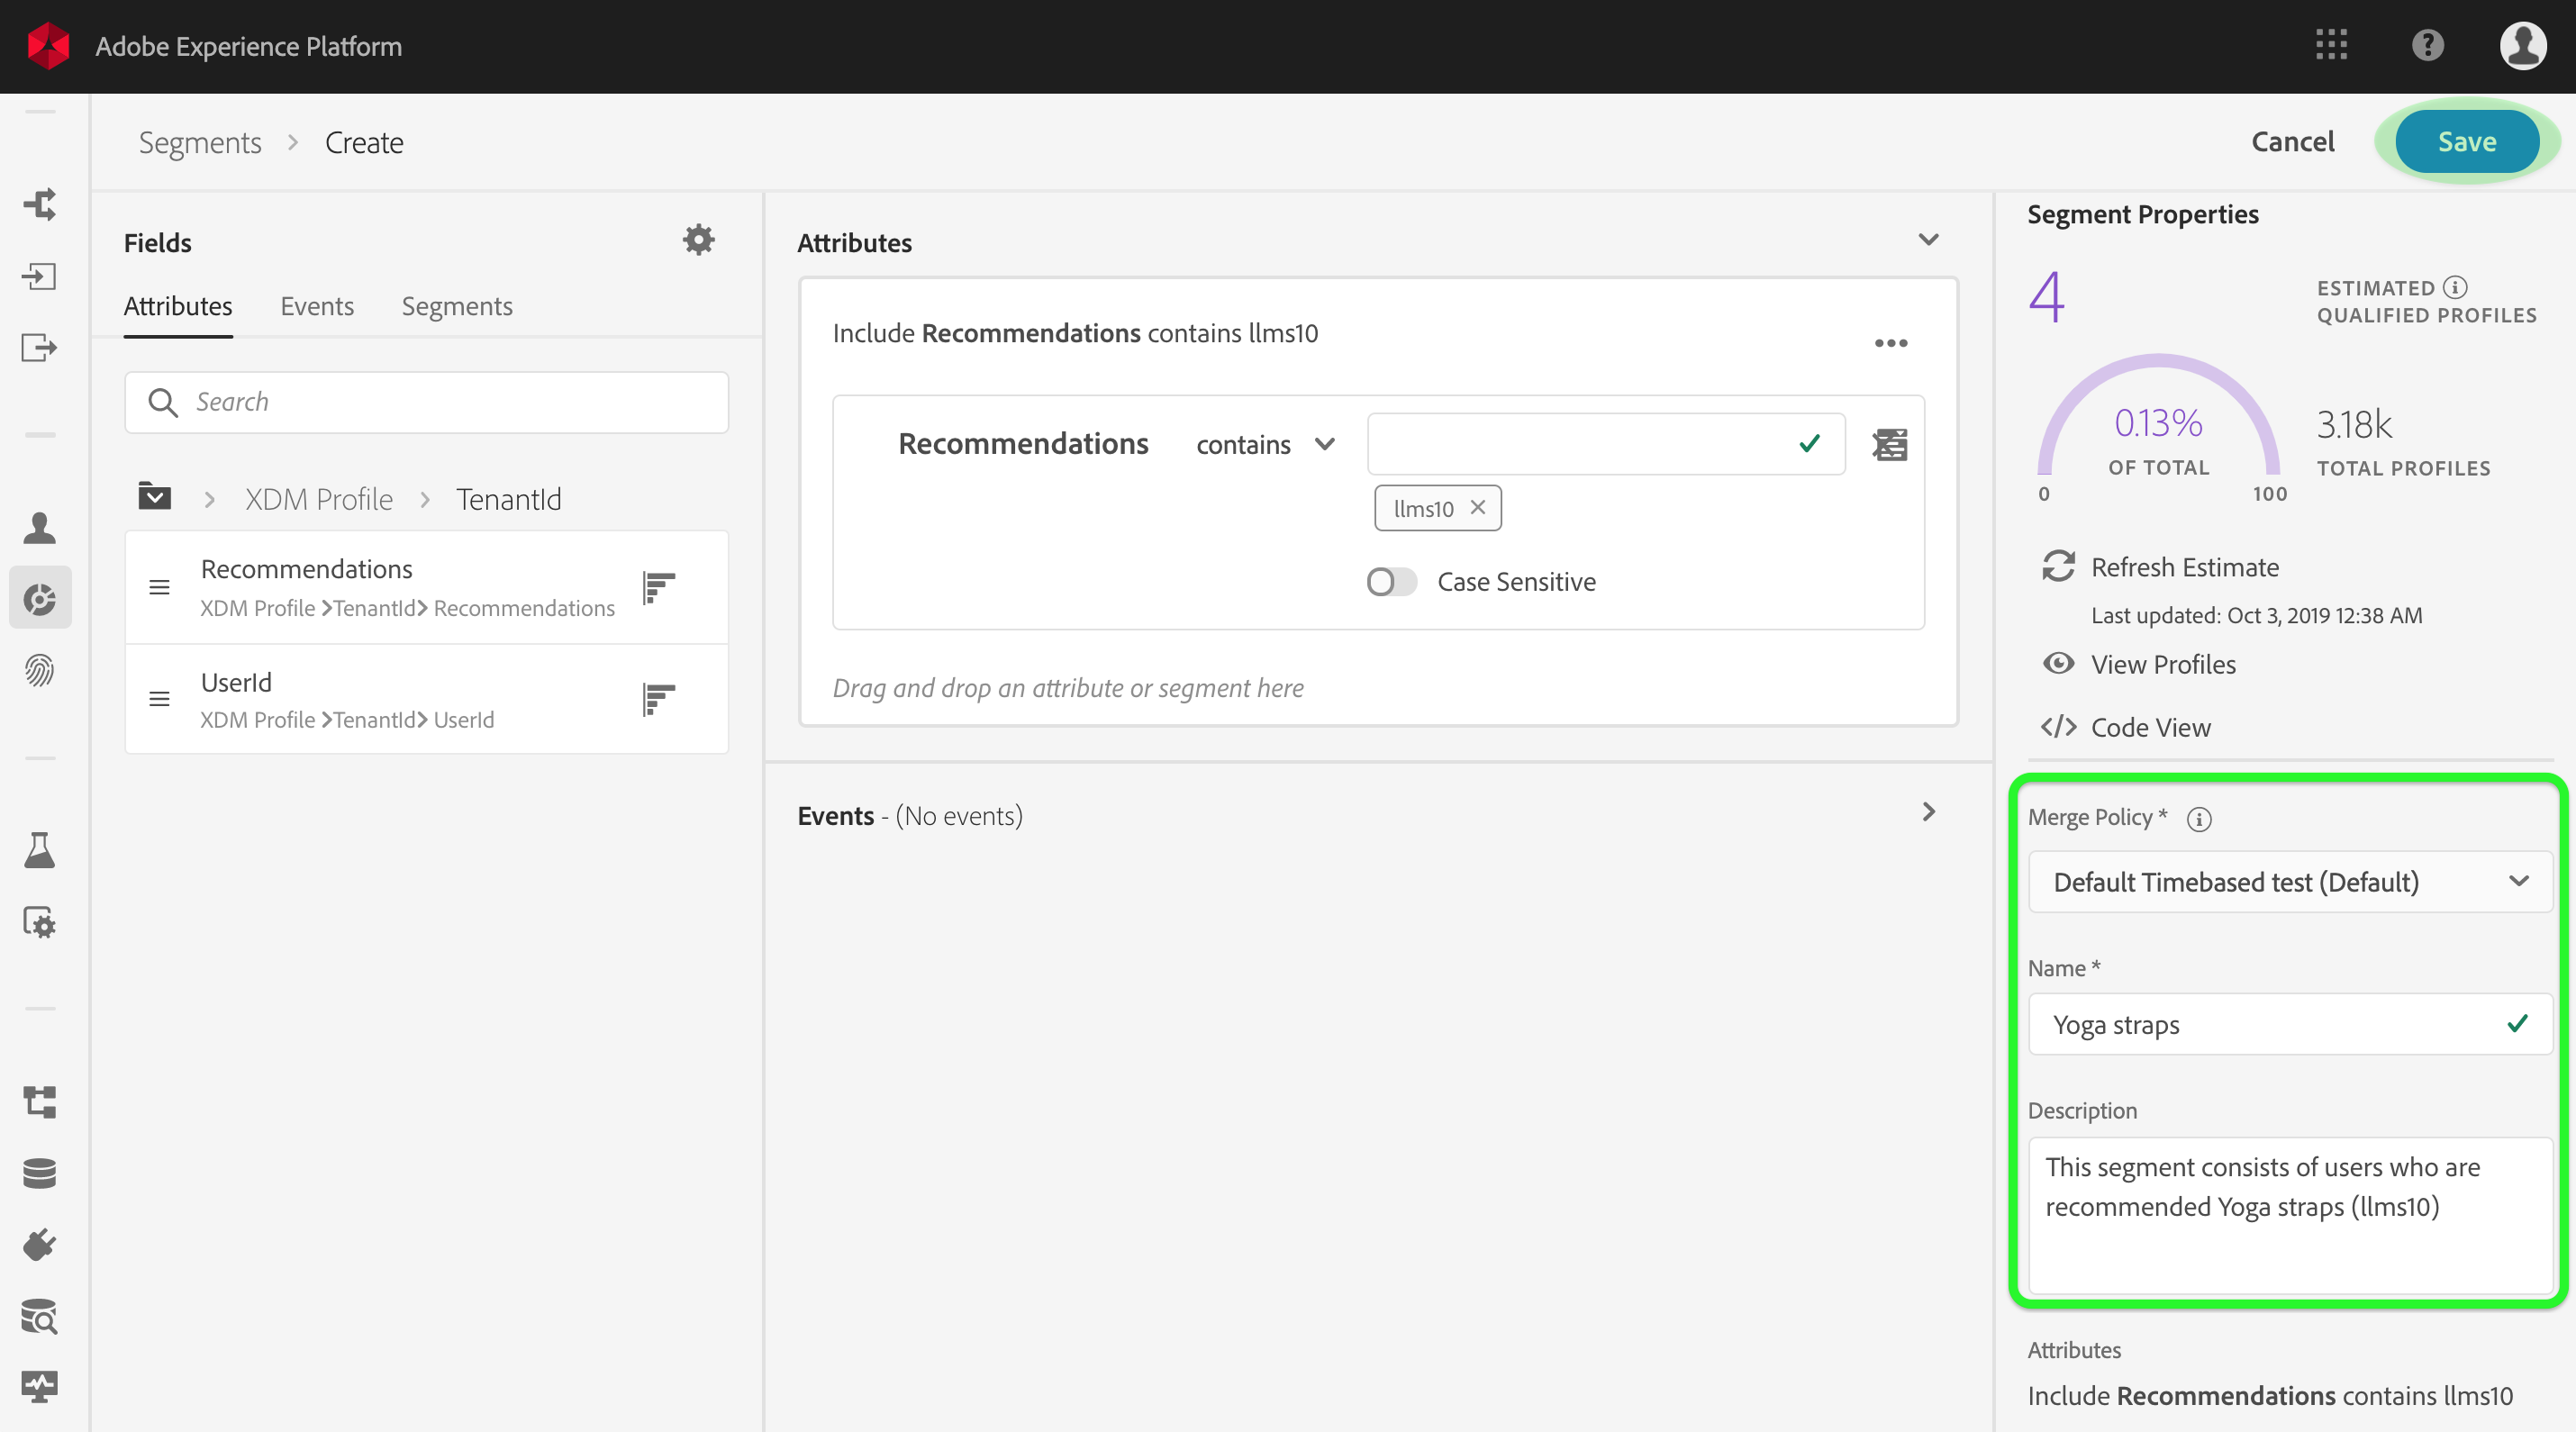 Adobe Experience Platform
Segments > Create
Cancel
Save
Fields
Attributes
Events
Segments
Search
XDM Profile > TenantId
Recommendations
XDM Profile >TenantId> Recommendations
UserId
XDM Profile >TenantId> UserId
Attributes
Include Recommendations contains llms10
Recommendations
contains
llms10
Case Sensitive
Drag and drop an attribute or segment here
Events - (No events)
Segment Properties
4
ESTIMATED
QUALIFIED PROFILES
0.13%
OF TOTAL
0
100
3.18k
TOTAL PROFILES
Refresh Estimate
Last updated: Oct 3, 2019 12:38 AM
View Profiles
</> Code View
Merge Policy *
Default Timebased test (Default)
Name *
Yoga straps
Description
This segment consists of users who are
recommended Yoga straps (llms10)
Attributes
Include Recommendations contains llms10